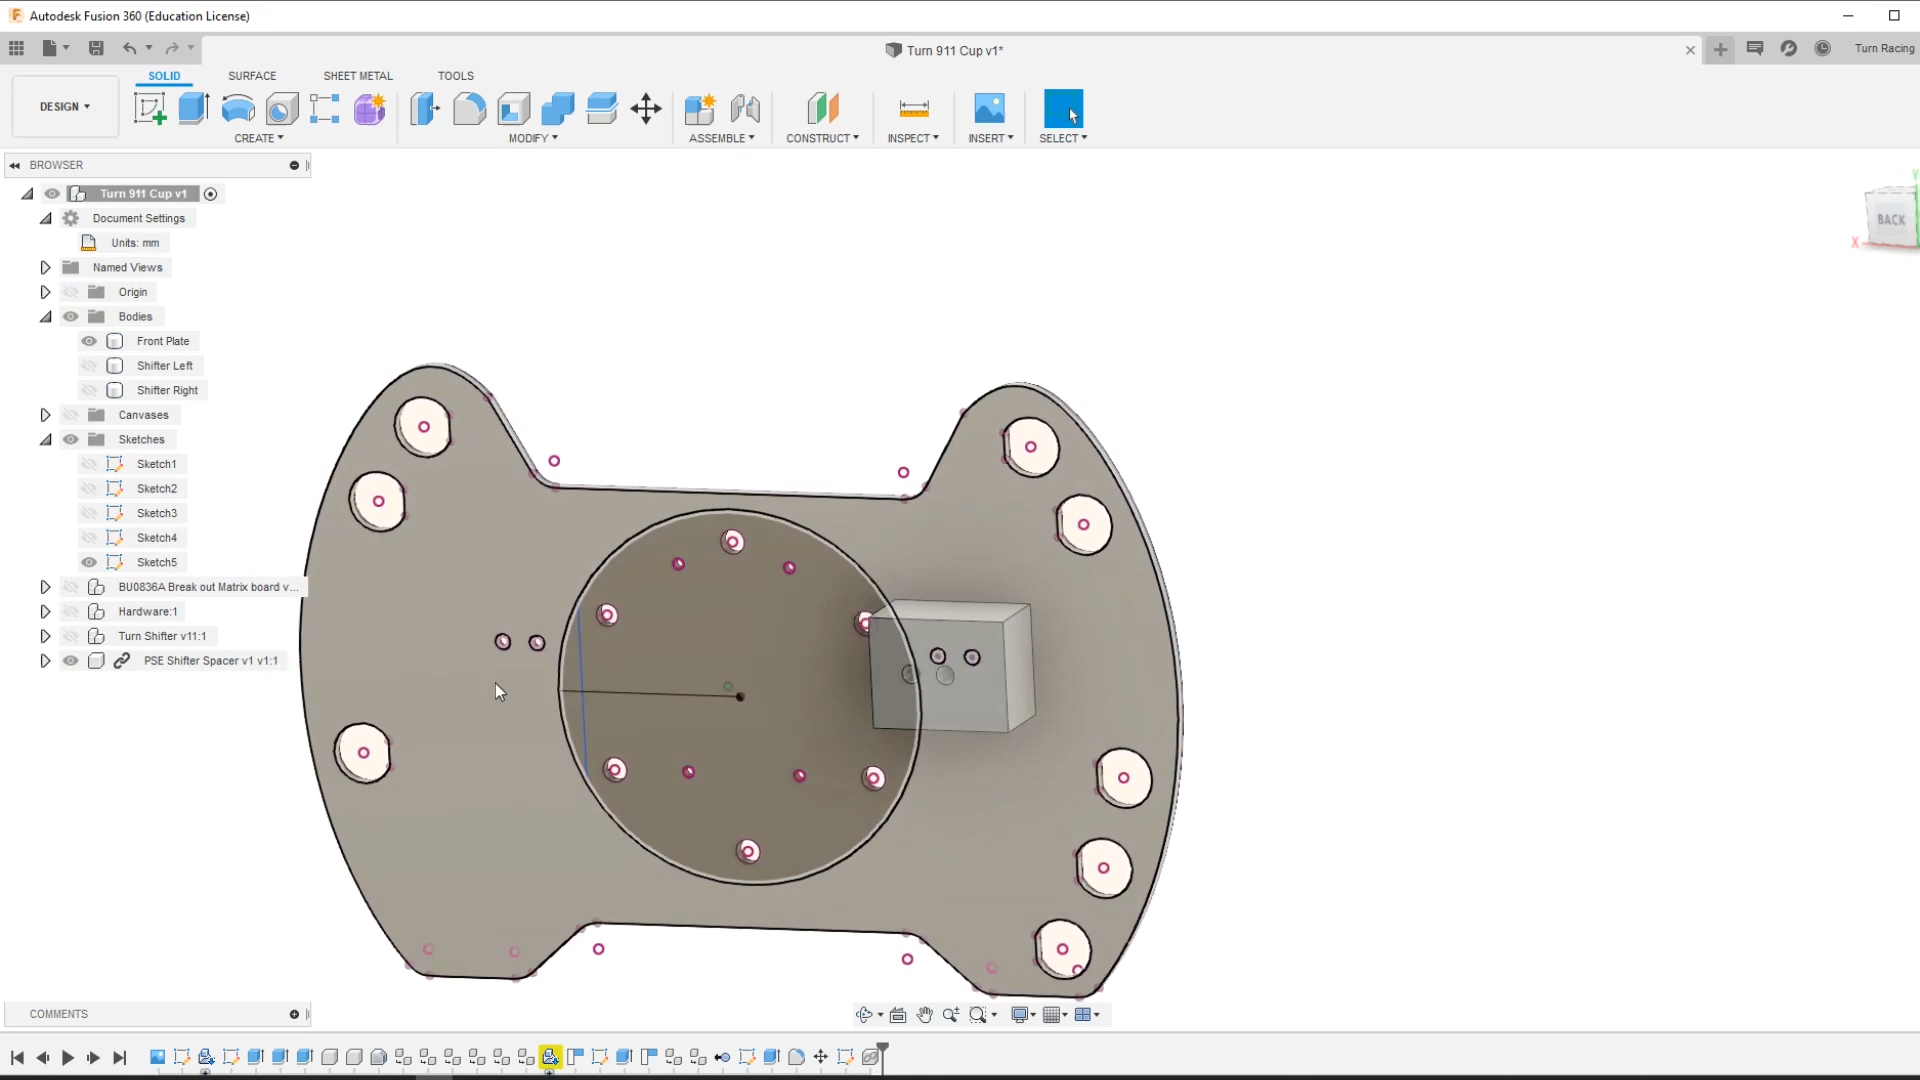 Autodesk Fusion 360 (Education License)
Turn 911 Cup v1*
Turn Racing
SOLID SURFACE SHEET METAL TOOLS
DESIGN
CREATE MODIFY ASSEMBLE CONSTRUCT INSPECT INSERT SELECT
BROWSER
Turn 911 Cup v1
Document Settings
Units: mm
Named Views
Origin
Bodies
Front Plate
Shifter Left
Shifter Right
Canvases
Sketches
Sketch1
Sketch2
Sketch3
Sketch4
Sketch5
BU0836A Break out Matrix board v...
Hardware:1
Turn Shifter v11:1
PSE Shifter Spacer v1 v1:1
Y
BACK
X
COMMENTS